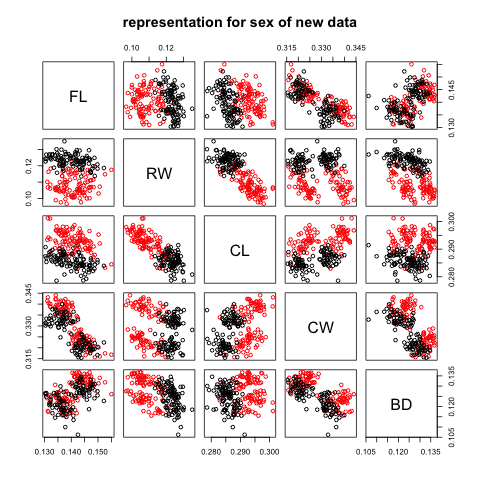 representation for sex of new data
0.10 0.12 0.315 0.330 0.345
FL
0.130 0.145
0.10 0.12
RW
CL
0.280 0.290 0.300
0.315 0.330 0.345
CW
BD
0.105 0.120 0.135
0.130 0.140 0.150 0.280 0.290 0.300 0.105 0.120 0.135